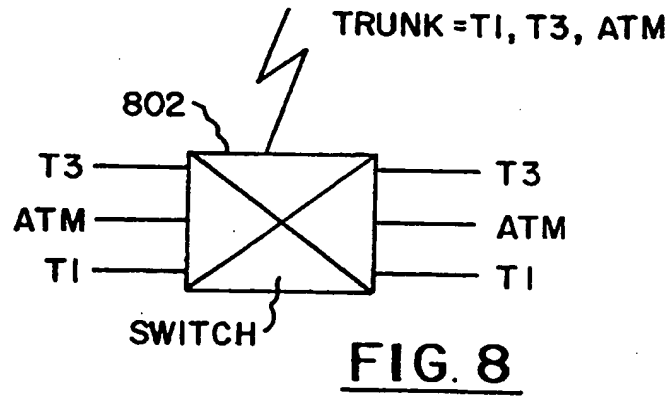 TRUNK = T1, T3, ATM
802
T3
T3
ATM
ATM
T1
T1
SWITCH
FIG. 8